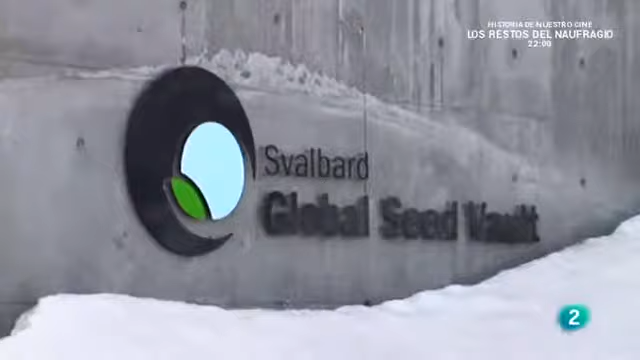 HISTORIA DE NUESTRO CINE
LOS RESTOS DEL NAUFRAGIO
22:00
Svalbard
Global Seed Vault
2